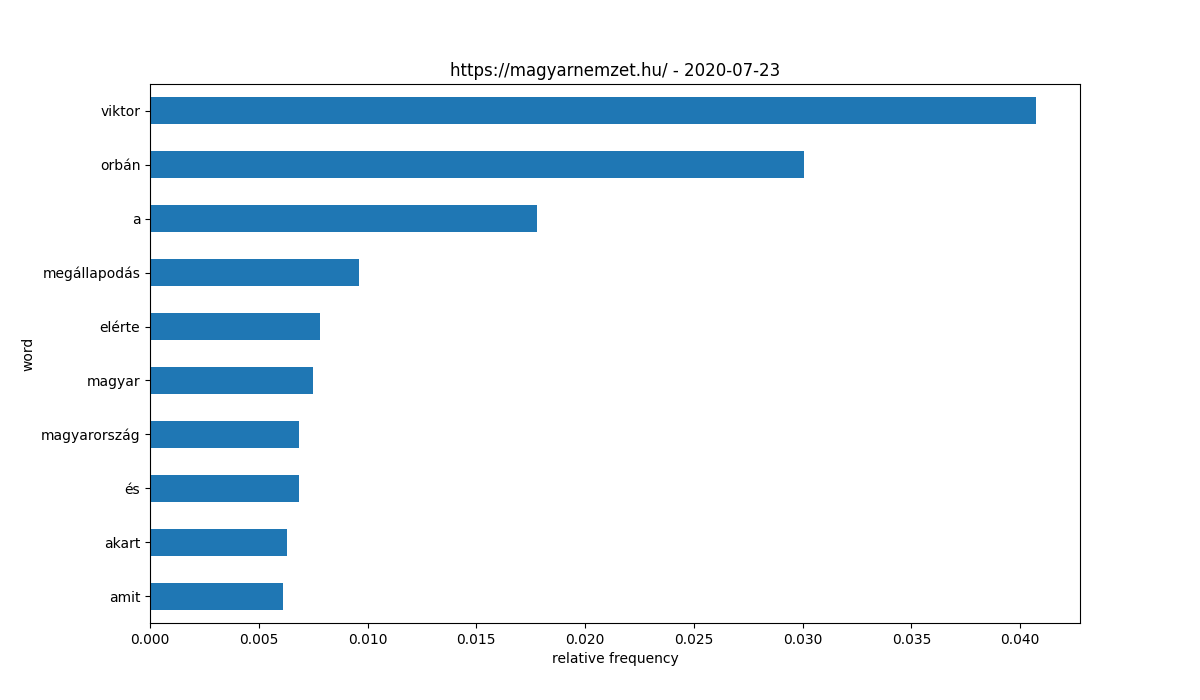 https://magyarnemzet.hu/ - 2020-07-23
viktor
orbán
a
megállapodás
elérte
magyar
magyarország
és
akart
amit
word
0.000 0.005 0.010 0.015 0.020 0.025 0.030 0.035 0.040
relative frequency